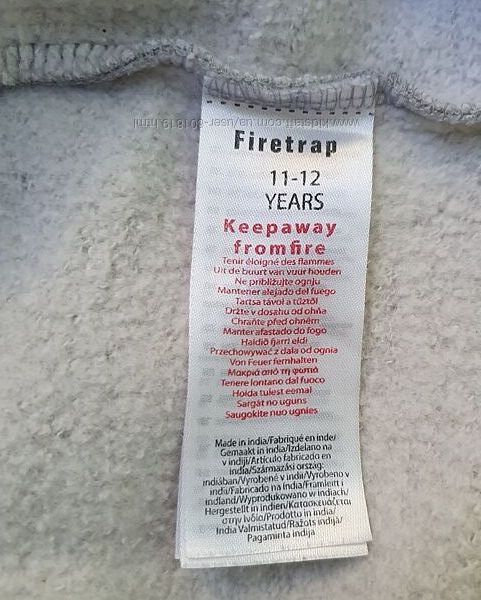 Firetrap
11-12
YEARS
Keepaway
fromfire
Tenir éloigné des flammes
Uit de buurt van vuur houden
Ne približujte ognju
Mantener alejado del fuego
Tartsa távol a tűztől
Držte v dosahu od ohňa
Chraňte před ohněm
Manter afastado do fogo
Haldið fjarri eldi
Przechowywać z dala od ognia
Von Feuer fernhalten
Μακριά από τη φωτιά
Tenere lontano dal fuoco
Hoida tulest eemal
Sargāt no uguns
Saugokite nuo ugnies
Made in india/Fabriqué en inde/
Gemaakt in india/Izdelano na
v indiji/Artículo fabricado en
india/Származási ország:
indiában/Vyrobené v indii/Vyrobeno v
india/Fabricado na Índia/Framleitt í
indland/Wyprodukowano w indiach/
Hergestellt in indien/Κατασκευάζεται
στην Ινδία/Prodotto in india/
India Valmistatud/Ražots indijā/
Pagaminta indija